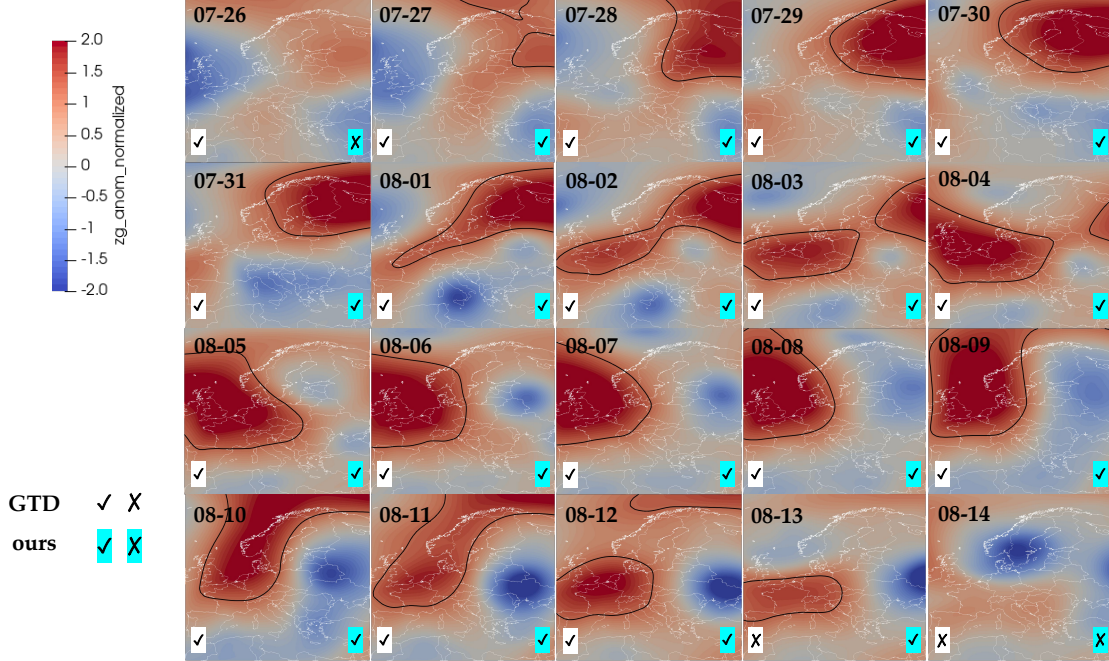 07-26 07-27 07-28 07-29 07-30
2.0
1.5
1.0
0.5
0
-0.5
-1.0
-1.5
-2.0
zg_anom_normalized
✓ ✗ ✓ ✓ ✓ ✓ ✓ ✓ ✓ ✓
07-31 08-01 08-02 08-03 08-04
✓ ✓ ✓ ✓ ✓ ✓ ✓ ✓ ✓ ✓
08-05 08-06 08-07 08-08 08-09
✓ ✓ ✓ ✓ ✓ ✓ ✓ ✓ ✓ ✓
GTD ✓ ✗
ours ✓ ✗
08-10 08-11 08-12 08-13 08-14
✓ ✓ ✓ ✓ ✓ ✓ ✗ ✓ ✗ ✗